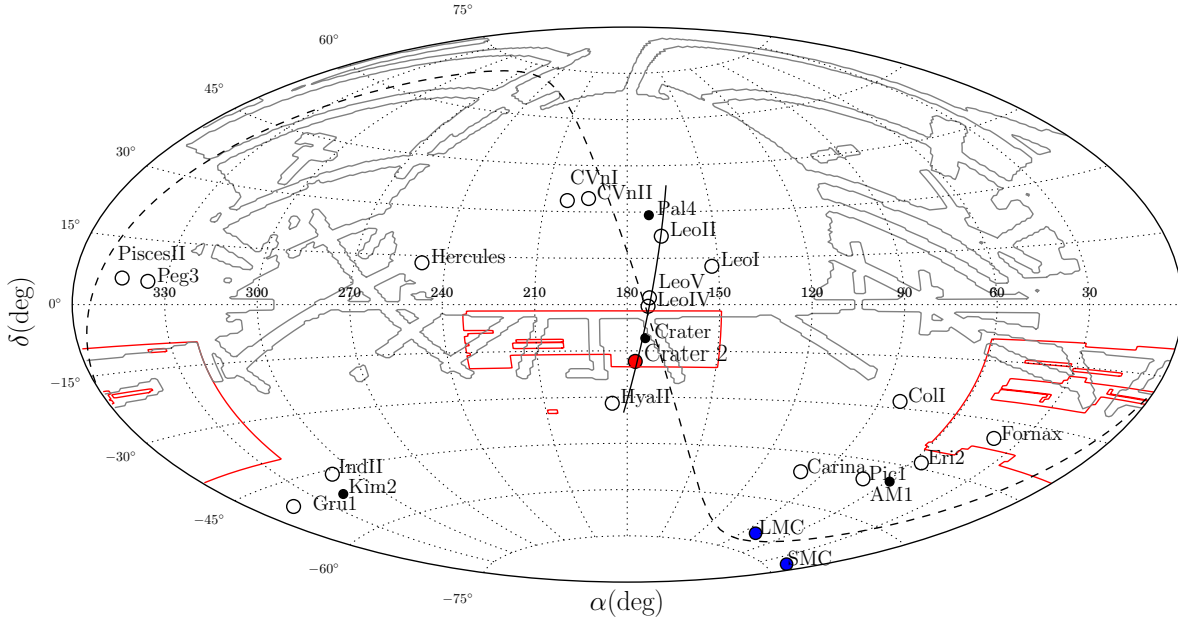 75°
60°
45°
30°
15°
0°
−15°
−30°
−45°
−60°
−75°
δ(deg)
α(deg)
330
300
270
240
210
180
150
120
90
60
30
CVnI
CVnII
Pal4
LeoII
LeoI
Hercules
PiscesII
Peg3
LeoV
LeoIV
Crater
Crater 2
HyaII
ColI
Fornax
Eri2
Carina
Pic1
AM1
IndII
Kim2
Gru1
LMC
SMC